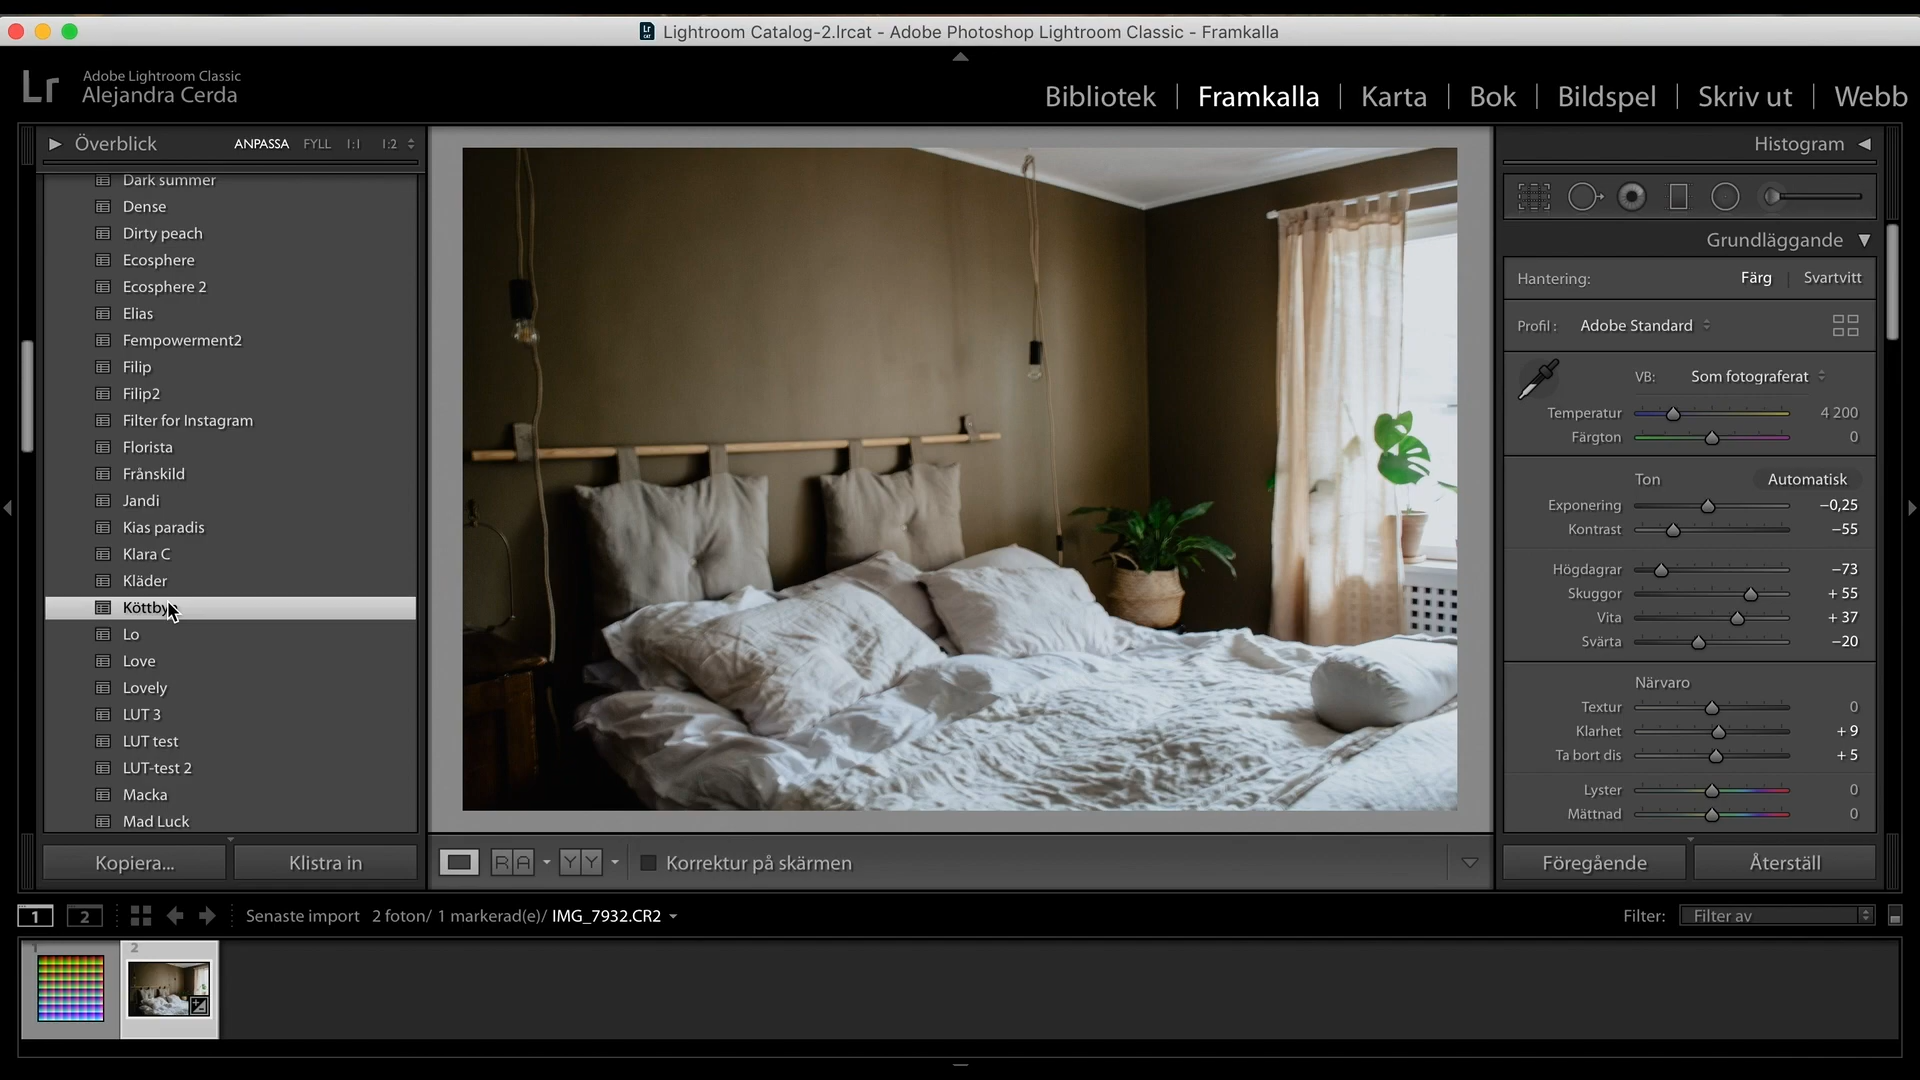 Lightroom Catalog-2.lrcat - Adobe Photoshop Lightroom Classic - Framkalla
Lr
Adobe Lightroom Classic
Alejandra Cerda
Bibliotek | Framkalla | Karta | Bok | Bildspel | Skriv ut | Webb
Överblick ANPASSA FYLL 1:1 1:2
Dark summer
Dense
Dirty peach
Ecosphere
Ecosphere 2
Elias
Fempowerment2
Filip
Filip2
Filter for Instagram
Florista
Frånskild
Jandi
Kias paradis
Klara C
Kläder
Lo
Love
Lovely
LUT 3
LUT test
LUT-test 2
Macka
Mad Luck
Kopiera... Klistra in
Histogram
Grundläggande
Hantering: Färg | Svartvitt
Profil : Adobe Standard
VB: Som fotograferat
Temperatur 4 200
Färgton 0
Ton Automatisk
Exponering −0,25
Kontrast −55
Högdagrar −73
Skuggor + 55
Vita + 37
Svärta −20
Närvaro
Textur 0
Klarhet + 9
Ta bort dis + 5
Lyster 0
Mättnad 0
R A Y Y Korrektur på skärmen
Föregående Återställ
1 2 Senaste import 2 foton/ 1 markerad(e)/ IMG_7932.CR2
Filter: Filter av
1 2